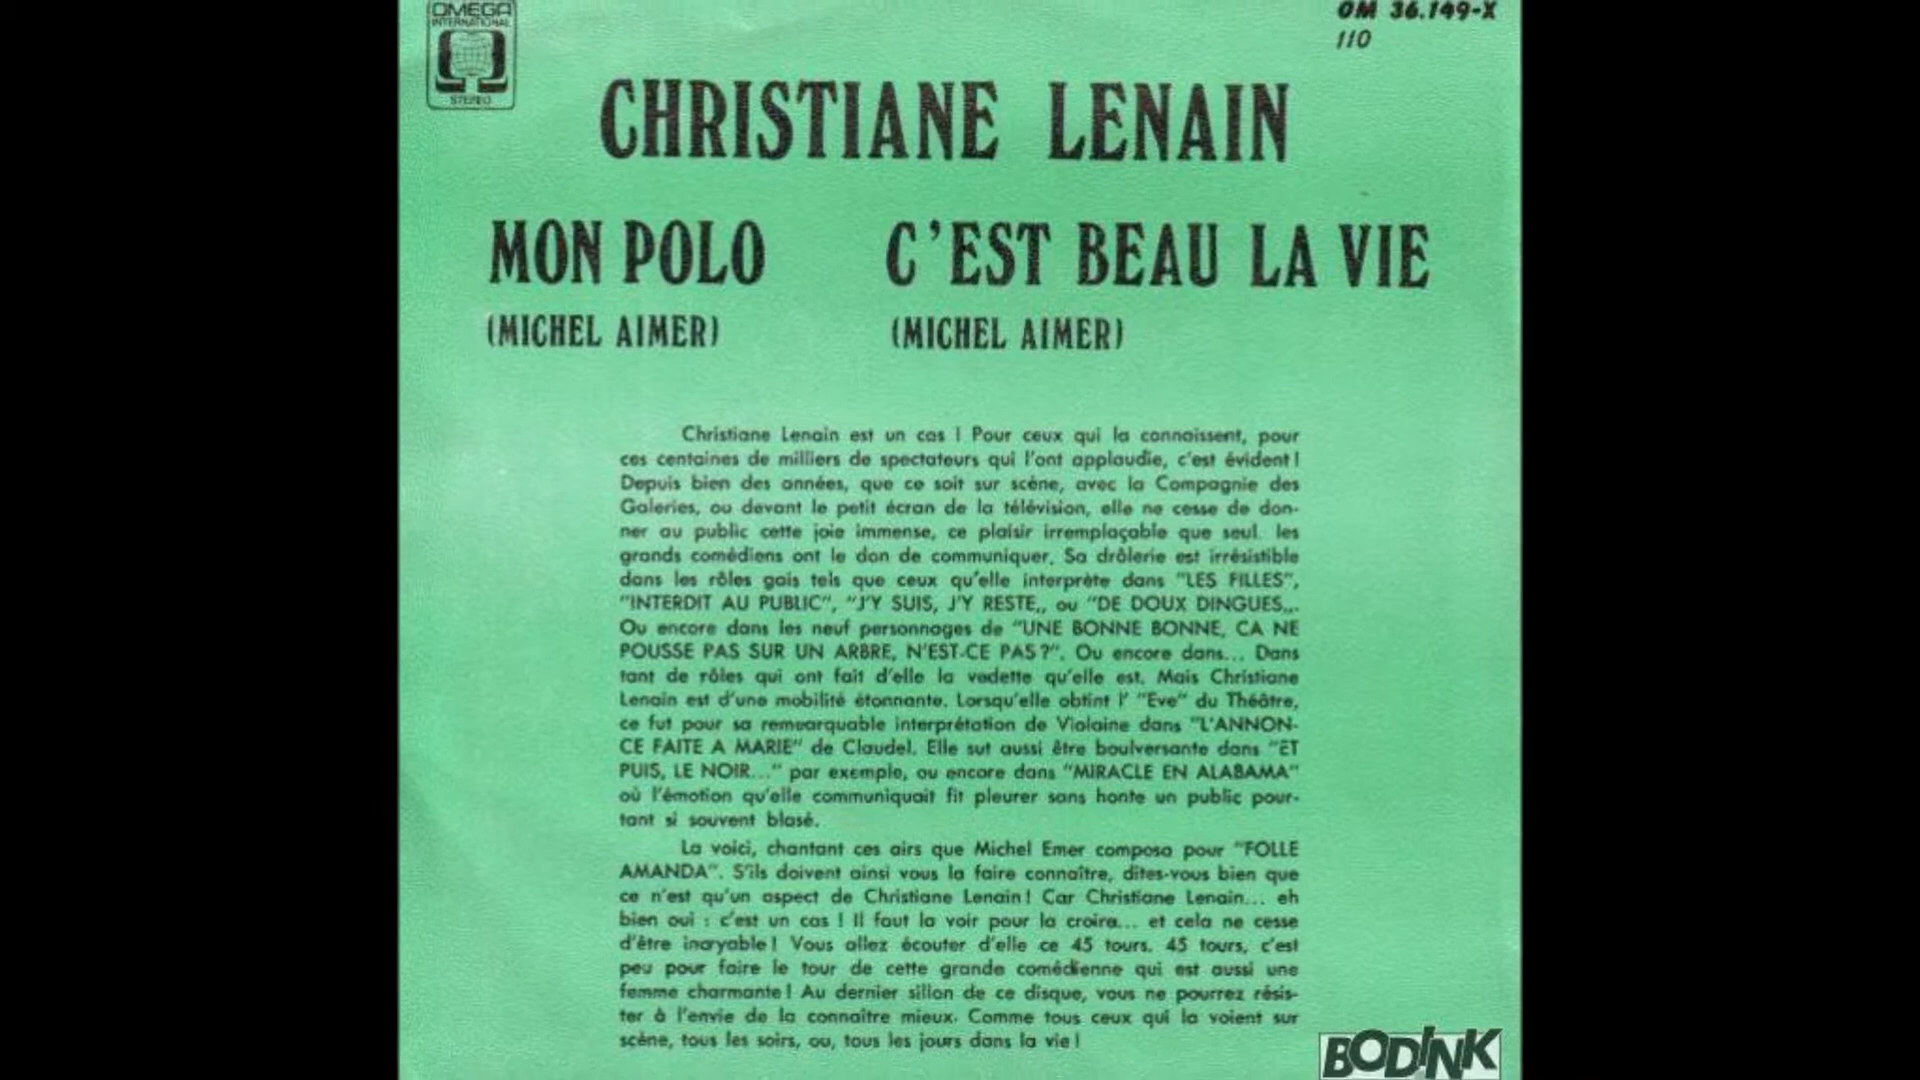 OMEGA
INTERNATIONAL
STEREO
OM 36.149-X
110
CHRISTIANE LENAIN
MON POLO
(MICHEL AIMER)
C'EST BEAU LA VIE
(MICHEL AIMER)
Christiane Lenain est un cas ! Pour ceux qui la connaissent, pour
ces centaines de milliers de spectateurs qui l'ont applaudie, c'est évident !
Depuis bien des années, que ce soit sur scène, avec la Compagnie des
Galeries, ou devant le petit écran de la télévision, elle ne cesse de don-
ner au public cette joie immense, ce plaisir irremplaçable que seul. les
grands comédiens ont le don de communiquer. Sa drôlerie est irrésistible
dans les rôles gais tels que ceux qu'elle interprète dans "LES FILLES",
"INTERDIT AU PUBLIC", "J'Y SUIS, J'Y RESTE,, ou "DE DOUX DINGUES,,.
Ou encore dans les neuf personnages de "UNE BONNE BONNE, CA NE
POUSSE PAS SUR UN ARBRE, N'EST-CE PAS ?". Ou encore dans... Dans
tant de rôles qui ont fait d'elle la vedette qu'elle est. Mais Christiane
Lenain est d'une mobilité étonnante. Lorsqu'elle obtint l' "Eve" du Théâtre,
ce fut pour sa remearquable interprétation de Violaine dans "L'ANNON-
CE FAITE A MARIE" de Claudel. Elle sut aussi être boulversante dans "ET
PUIS, LE NOIR..." par exemple, ou encore dans "MIRACLE EN ALABAMA"
où l'émotion qu'elle communiquait fit pleurer sans honte un public pour-
tant si souvent blasé.
La voici, chantant ces airs que Michel Emer composa pour "FOLLE
AMANDA". S'ils doivent ainsi vous la faire connaître, dites-vous bien que
ce n'est qu'un aspect de Christiane Lenain ! Car Christiane Lenain... eh
bien oui : c'est un cas ! Il faut la voir pour la croire... et cela ne cesse
d'être incryable ! Vous allez écouter d'elle ce 45 tours. 45 tours, c'est
peu pour faire le tour de cette grande comédienne qui est aussi une
femme charmante ! Au dernier sillon de ce disque, vous ne pourrez résis-
ter à l'envie de la connaître mieux. Comme tous ceux qui la voient sur
scène, tous les soirs, ou, tous les jours dans la vie !
BODINK